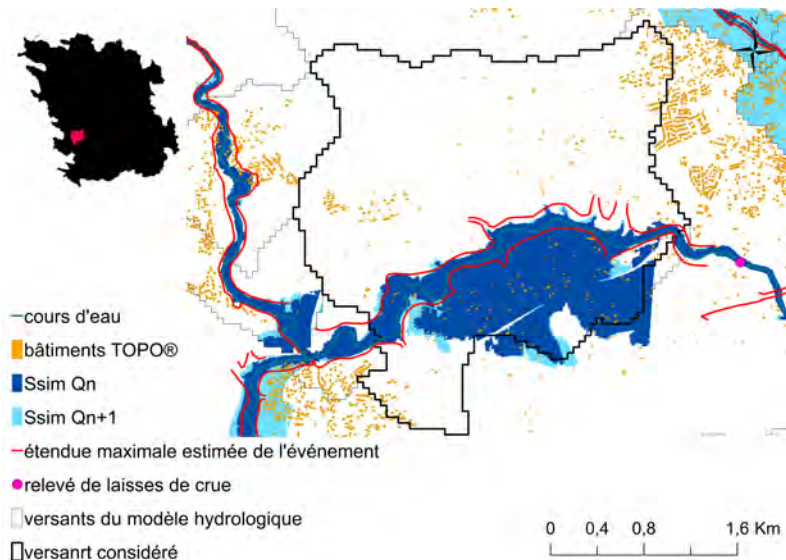 N
cours d'eau
bâtiments TOPO®
Ssim Qn
Ssim Qn+1
étendue maximale estimée de l'événement
relevé de laisses de crue
versants du modèle hydrologique
versanrt considéré
0 0,4 0,8 1,6 Km